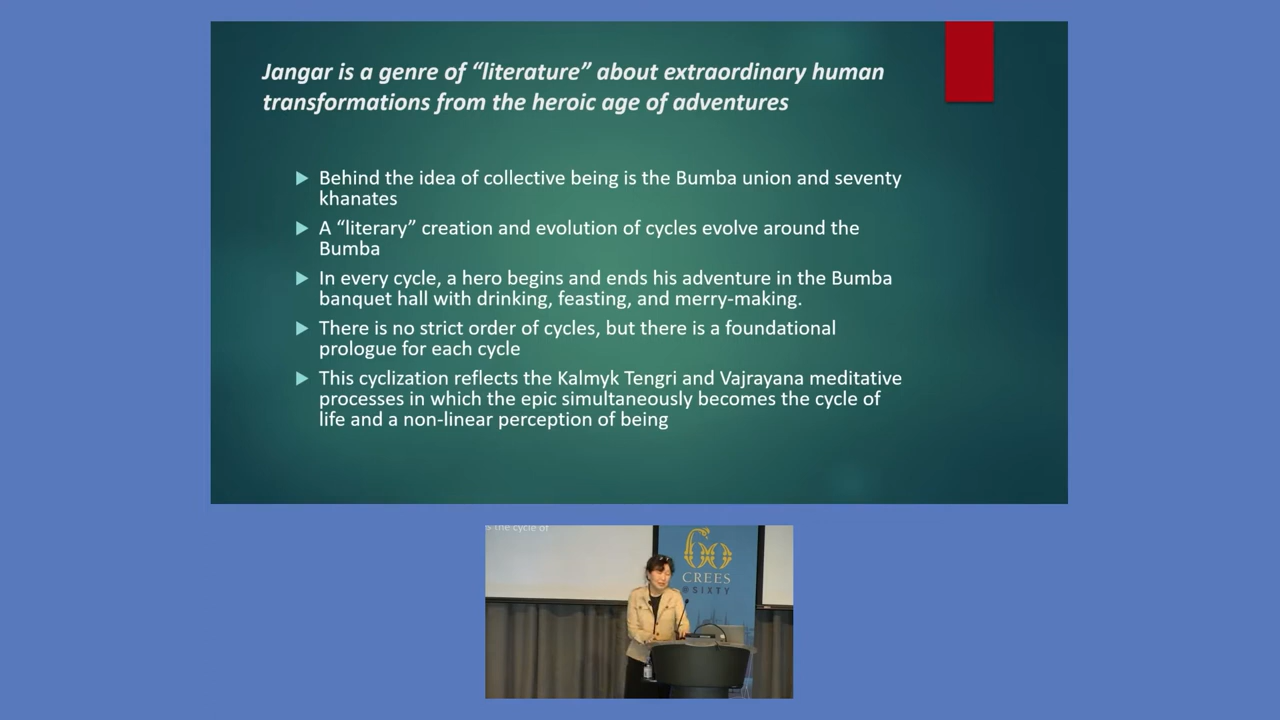 Jangar is a genre of “literature” about extraordinary human
transformations from the heroic age of adventures
Behind the idea of collective being is the Bumba union and seventy
khanates
A “literary” creation and evolution of cycles evolve around the
Bumba
In every cycle, a hero begins and ends his adventure in the Bumba
banquet hall with drinking, feasting, and merry-making.
There is no strict order of cycles, but there is a foundational
prologue for each cycle
This cyclization reflects the Kalmyk Tengri and Vajrayana meditative
processes in which the epic simultaneously becomes the cycle of
life and a non-linear perception of being
s the cycle of
60
CREES
@SIXTY